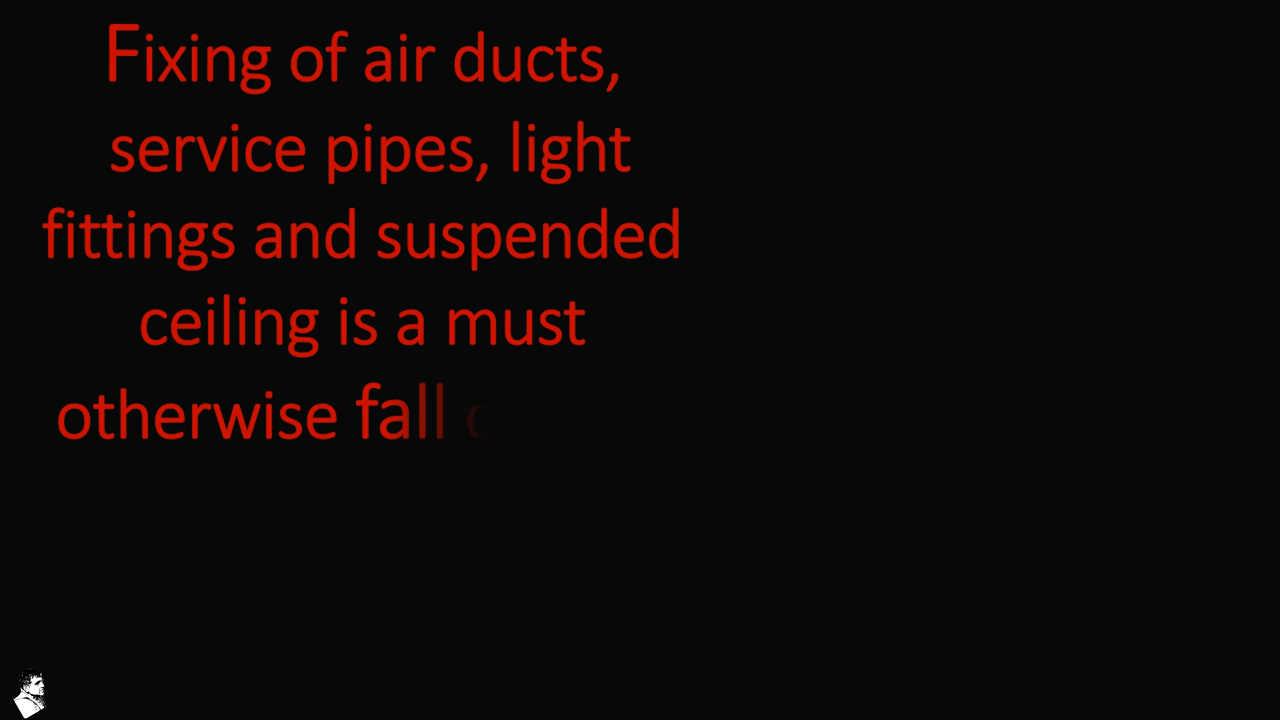 Fixing of air ducts,
service pipes, light
fittings and suspended
ceiling is a must
otherwise fall